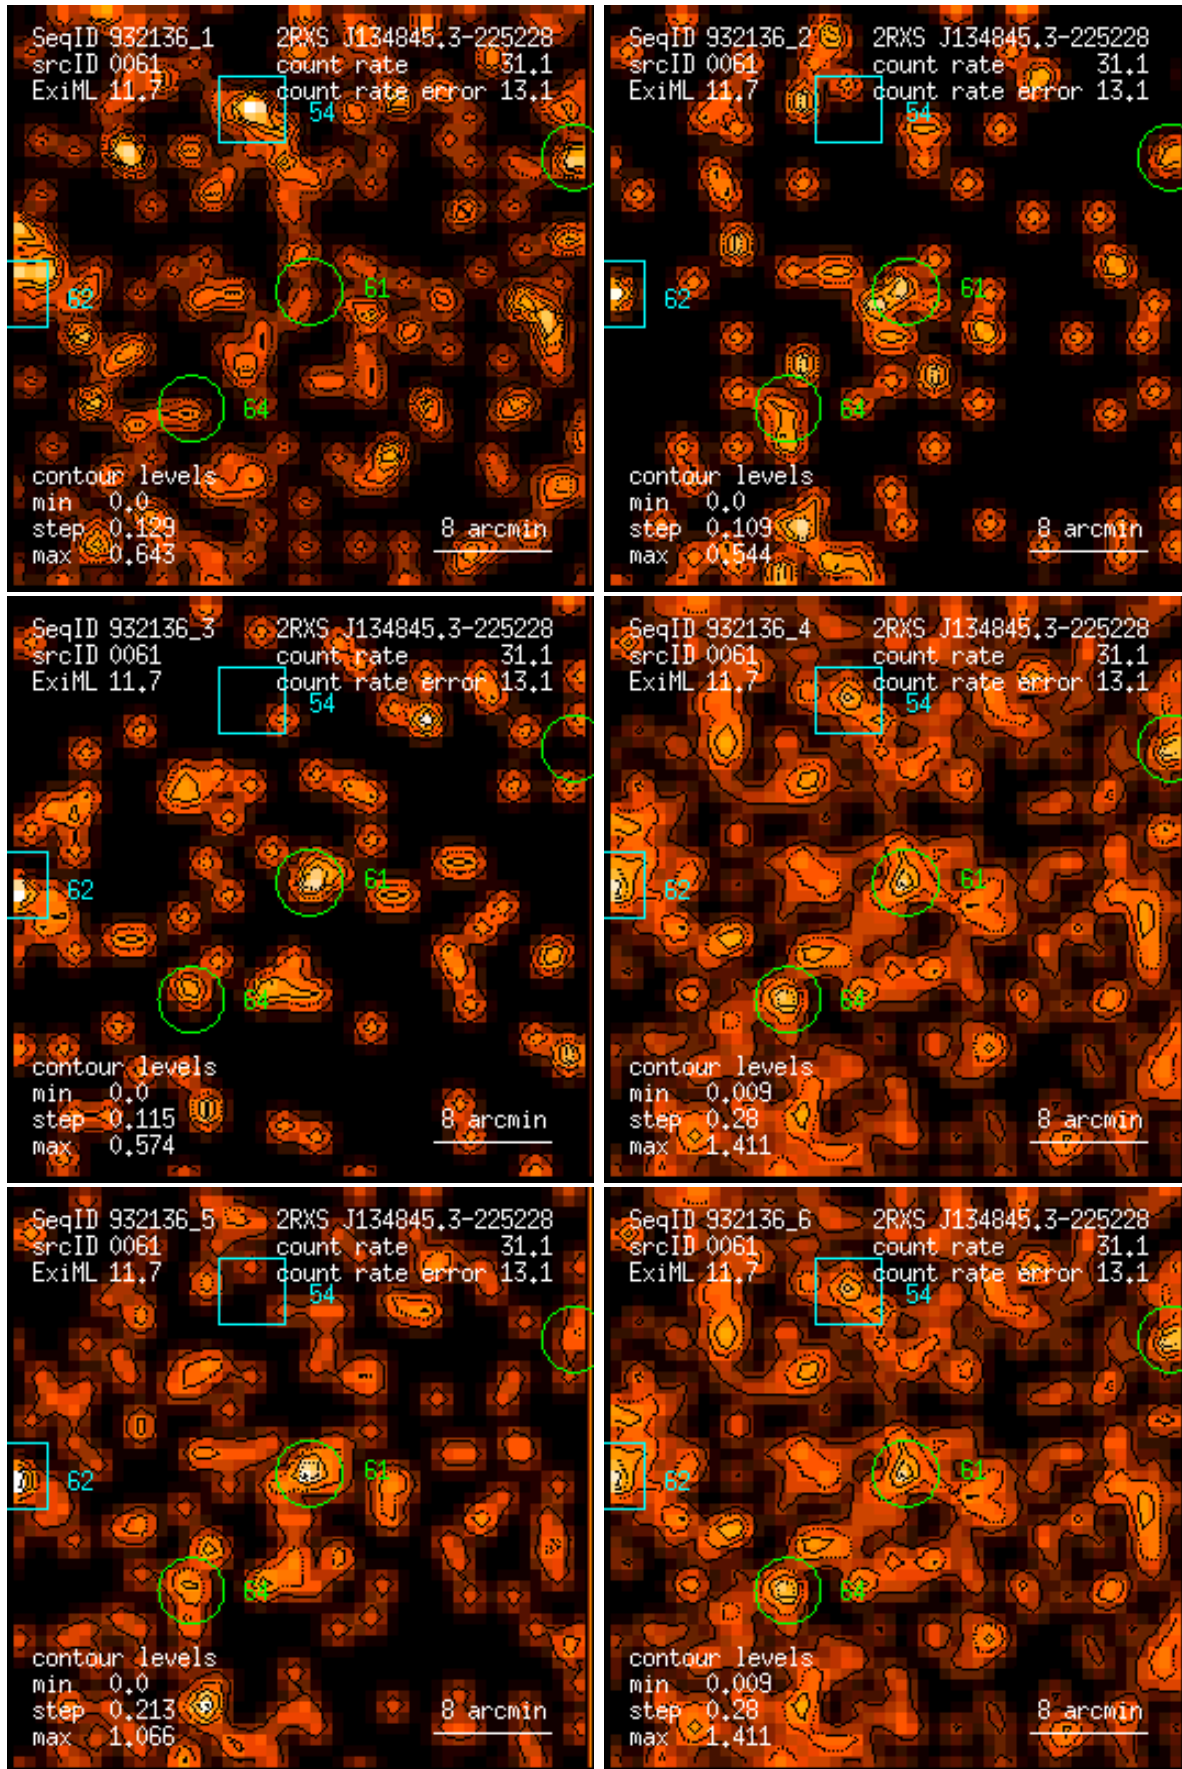 SeqID 932136_1 2RXS J134845.3-225228
srcID 0061 count rate 31.1
ExiML 11.7 count rate error 13.1
54
62
61
64
contour levels
min 0.0
step 0.129
max 0.643
8 arcmin
SeqID 932136_2 2RXS J134845.3-225228
srcID 0061 count rate 31.1
ExiML 11.7 count rate error 13.1
54
62
61
64
contour levels
min 0.0
step 0.109
max 0.544
8 arcmin
SeqID 932136_3 2RXS J134845.3-225228
srcID 0061 count rate 31.1
ExiML 11.7 count rate error 13.1
54
62
61
64
contour levels
min 0.0
step 0.115
max 0.574
8 arcmin
SeqID 932136_4 2RXS J134845.3-225228
srcID 0061 count rate 31.1
ExiML 11.7 count rate error 13.1
54
62
61
64
contour levels
min 0.009
step 0.28
max 1.411
8 arcmin
SeqID 932136_5 2RXS J134845.3-225228
srcID 0061 count rate 31.1
ExiML 11.7 count rate error 13.1
54
62
61
64
contour levels
min 0.0
step 0.213
max 1.066
8 arcmin
SeqID 932136_6 2RXS J134845.3-225228
srcID 0061 count rate 31.1
ExiML 11.7 count rate error 13.1
54
62
61
64
contour levels
min 0.009
step 0.28
max 1.411
8 arcmin